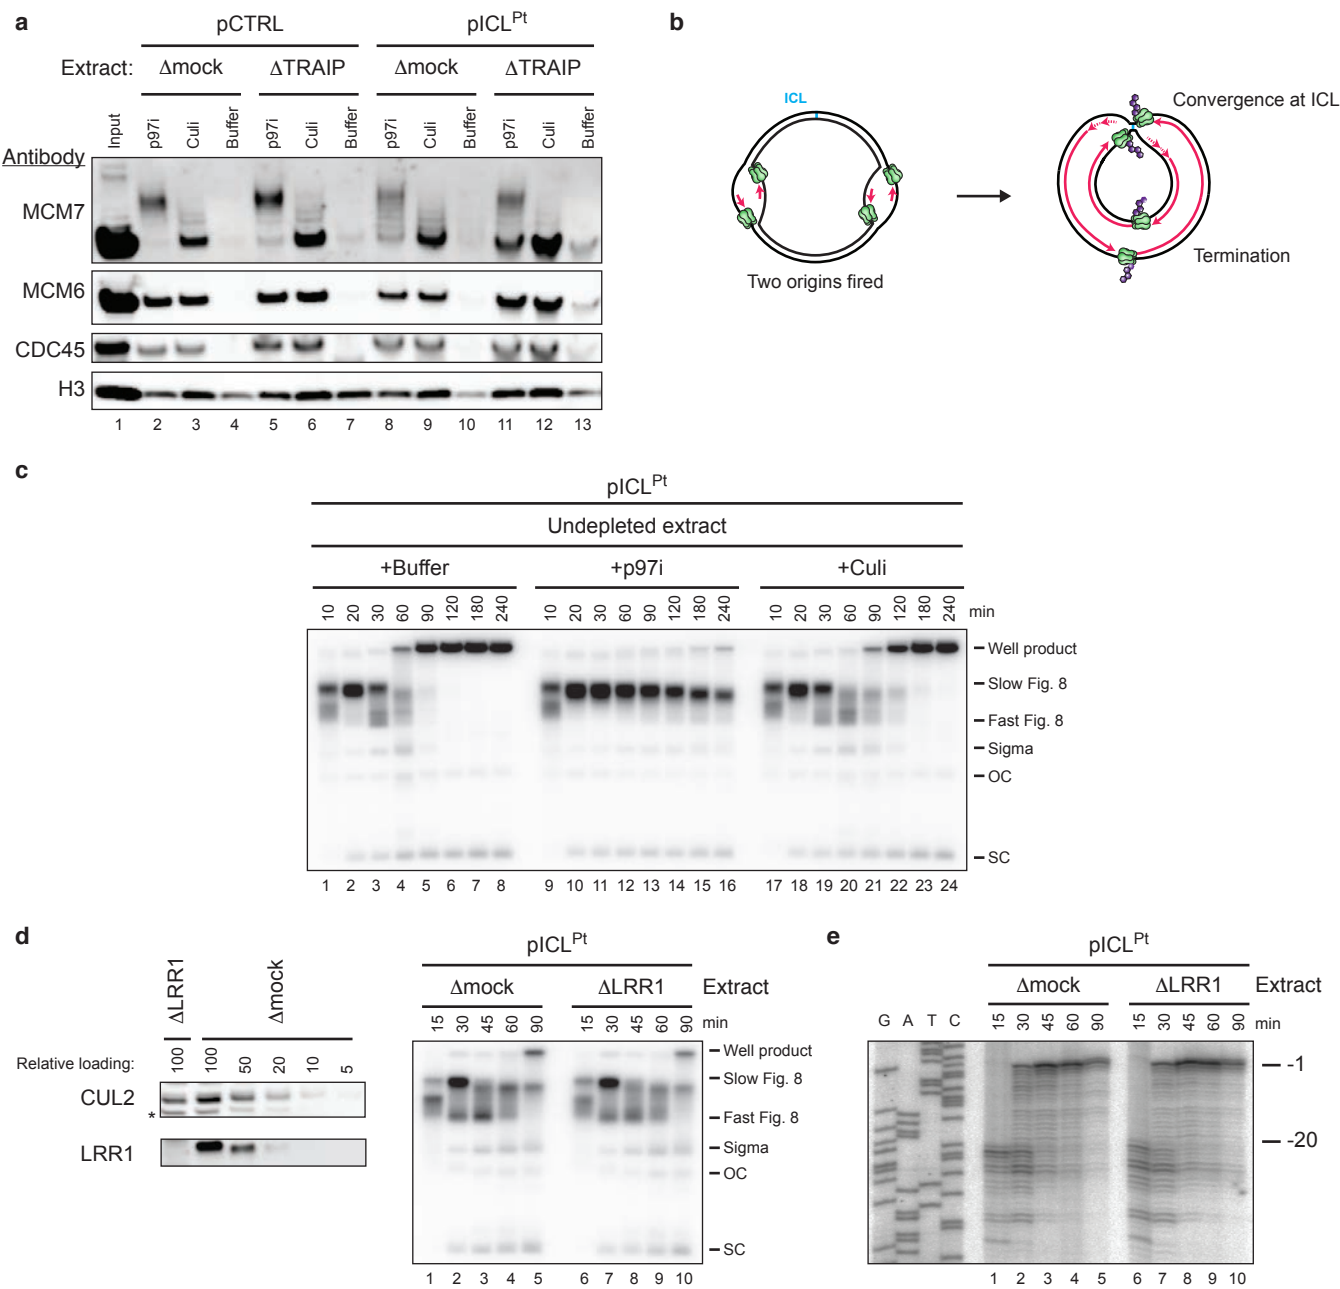 a
pCTRL
pICLPt
Extract:
Δmock
ΔTRAIP
Δmock
ΔTRAIP
Input
p97i
Culi
Buffer
p97i
Culi
Buffer
p97i
Culi
Buffer
p97i
Culi
Buffer
Antibody
MCM7
MCM6
CDC45
H3
1 2 3 4 5 6 7 8 9 10 11 12 13
b
ICL
Two origins fired
Convergence at ICL
Termination
c
pICLPt
Undepleted extract
+Buffer
+p97i
+Culi
10 20 30 60 90 120 180 240 10 20 30 60 90 120 180 240 10 20 30 60 90 120 180 240 min
Well product
Slow Fig. 8
Fast Fig. 8
Sigma
OC
SC
1 2 3 4 5 6 7 8 9 10 11 12 13 14 15 16 17 18 19 20 21 22 23 24
d
ΔLRR1
Δmock
Relative loading:
100 100 50 20 10 5
CUL2
*
LRR1
pICLPt
Δmock
ΔLRR1
Extract
15 30 45 60 90 15 30 45 60 90 min
Well product
Slow Fig. 8
Fast Fig. 8
Sigma
OC
SC
1 2 3 4 5 6 7 8 9 10
e
pICLPt
Δmock
ΔLRR1
Extract
G A T C
15 30 45 60 90 15 30 45 60 90 min
-1
-20
1 2 3 4 5 6 7 8 9 10